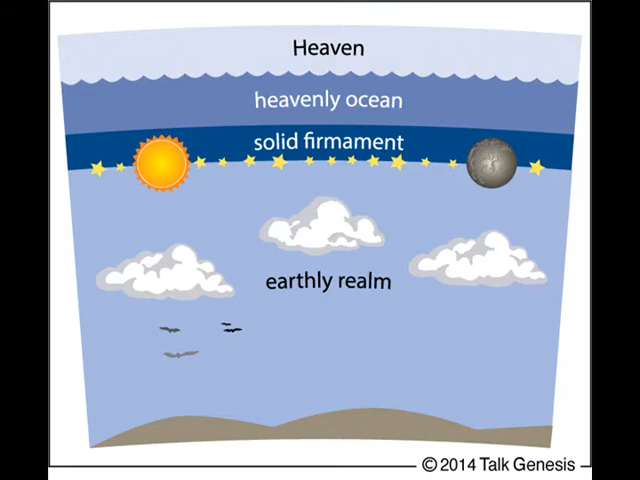 Heaven
heavenly ocean
solid firmament
earthly realm
© 2014 Talk Genesis